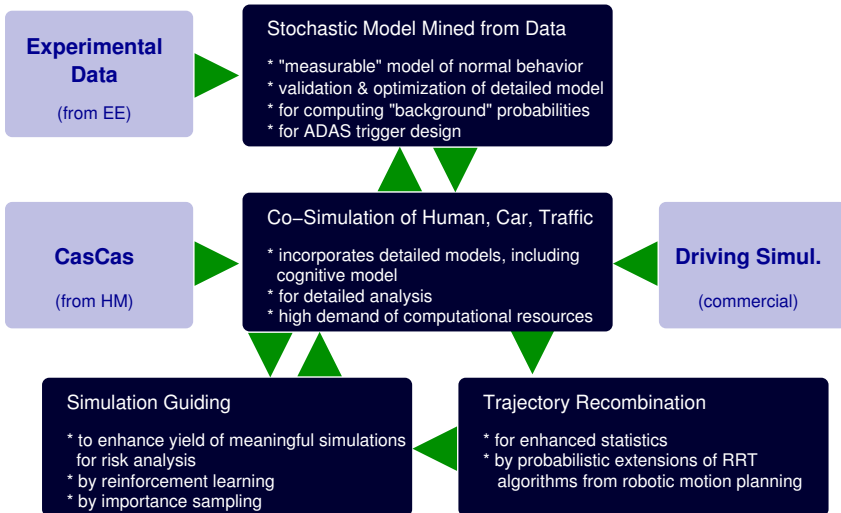 Experimental
Data
(from EE)
Stochastic Model Mined from Data
* "measurable" model of normal behavior
* validation & optimization of detailed model
* for computing "background" probabilities
* for ADAS trigger design
CasCas
(from HM)
Co−Simulation of Human, Car, Traffic
* incorporates detailed models, including
cognitive model
* for detailed analysis
* high demand of computational resources
Driving Simul.
(commercial)
Simulation Guiding
* to enhance yield of meaningful simulations
for risk analysis
* by reinforcement learning
* by importance sampling
Trajectory Recombination
* for enhanced statistics
* by probabilistic extensions of RRT
algorithms from robotic motion planning